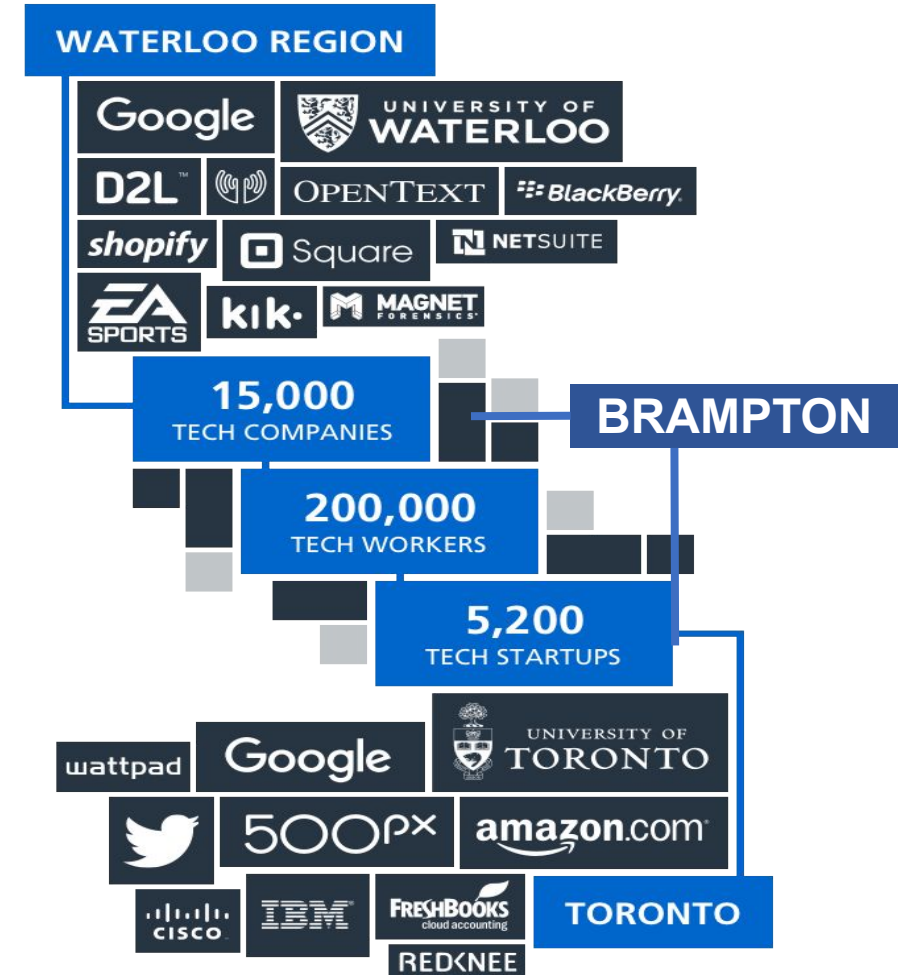 WATERLOO REGION
Google
UNIVERSITY OF
WATERLOO
D2L™
OPENTEXT
BlackBerry.
shopify
Square
NETSUITE
EA
SPORTS
kik·
MAGNET
FORENSICS
15,000
TECH COMPANIES
BRAMPTON
200,000
TECH WORKERS
5,200
TECH STARTUPS
wattpad
Google
UNIVERSITY OF
TORONTO
500px
amazon.com
CISCO
IBM
FRESHBOOKS
cloud accounting
REDKNEE
TORONTO